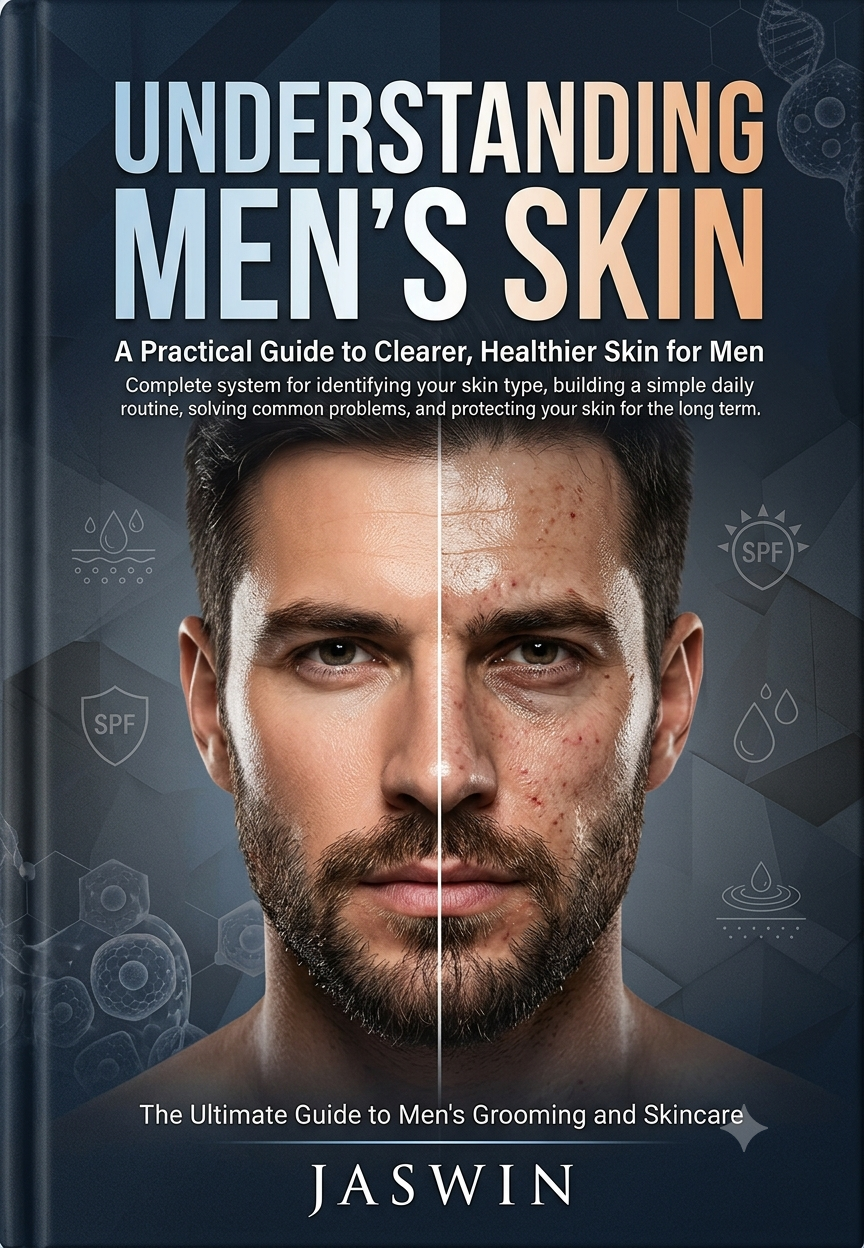 UNDERSTANDING
MEN'S SKIN
A Practical Guide to Clearer, Healthier Skin for Men
Complete system for identifying your skin type, building a simple daily
routine, solving common problems, and protecting your skin for the long term.
SPF
SPF
The Ultimate Guide to Men's Grooming and Skincare
JASWIN